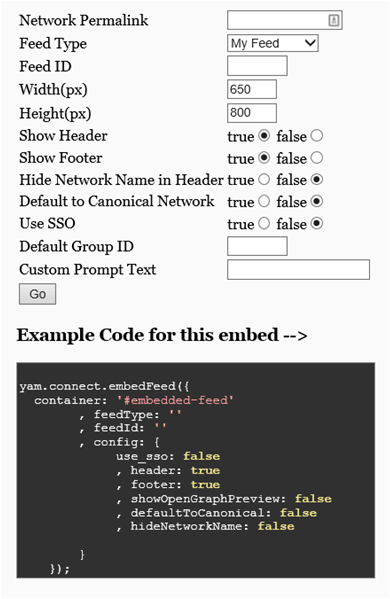 Network Permalink
Feed Type My Feed
Feed ID
Width(px) 650
Height(px) 800
Show Header true false
Show Footer true false
Hide Network Name in Header true false
Default to Canonical Network true false
Use SSO true false
Default Group ID
Custom Prompt Text
Go
Example Code for this embed -->
yam.connect.embedFeed({
container: '#embedded-feed'
, feedType: ''
, feedId: ''
, config: {
use_sso: false
, header: true
, footer: true
, showOpenGraphPreview: false
, defaultToCanonical: false
, hideNetworkName: false
}
});